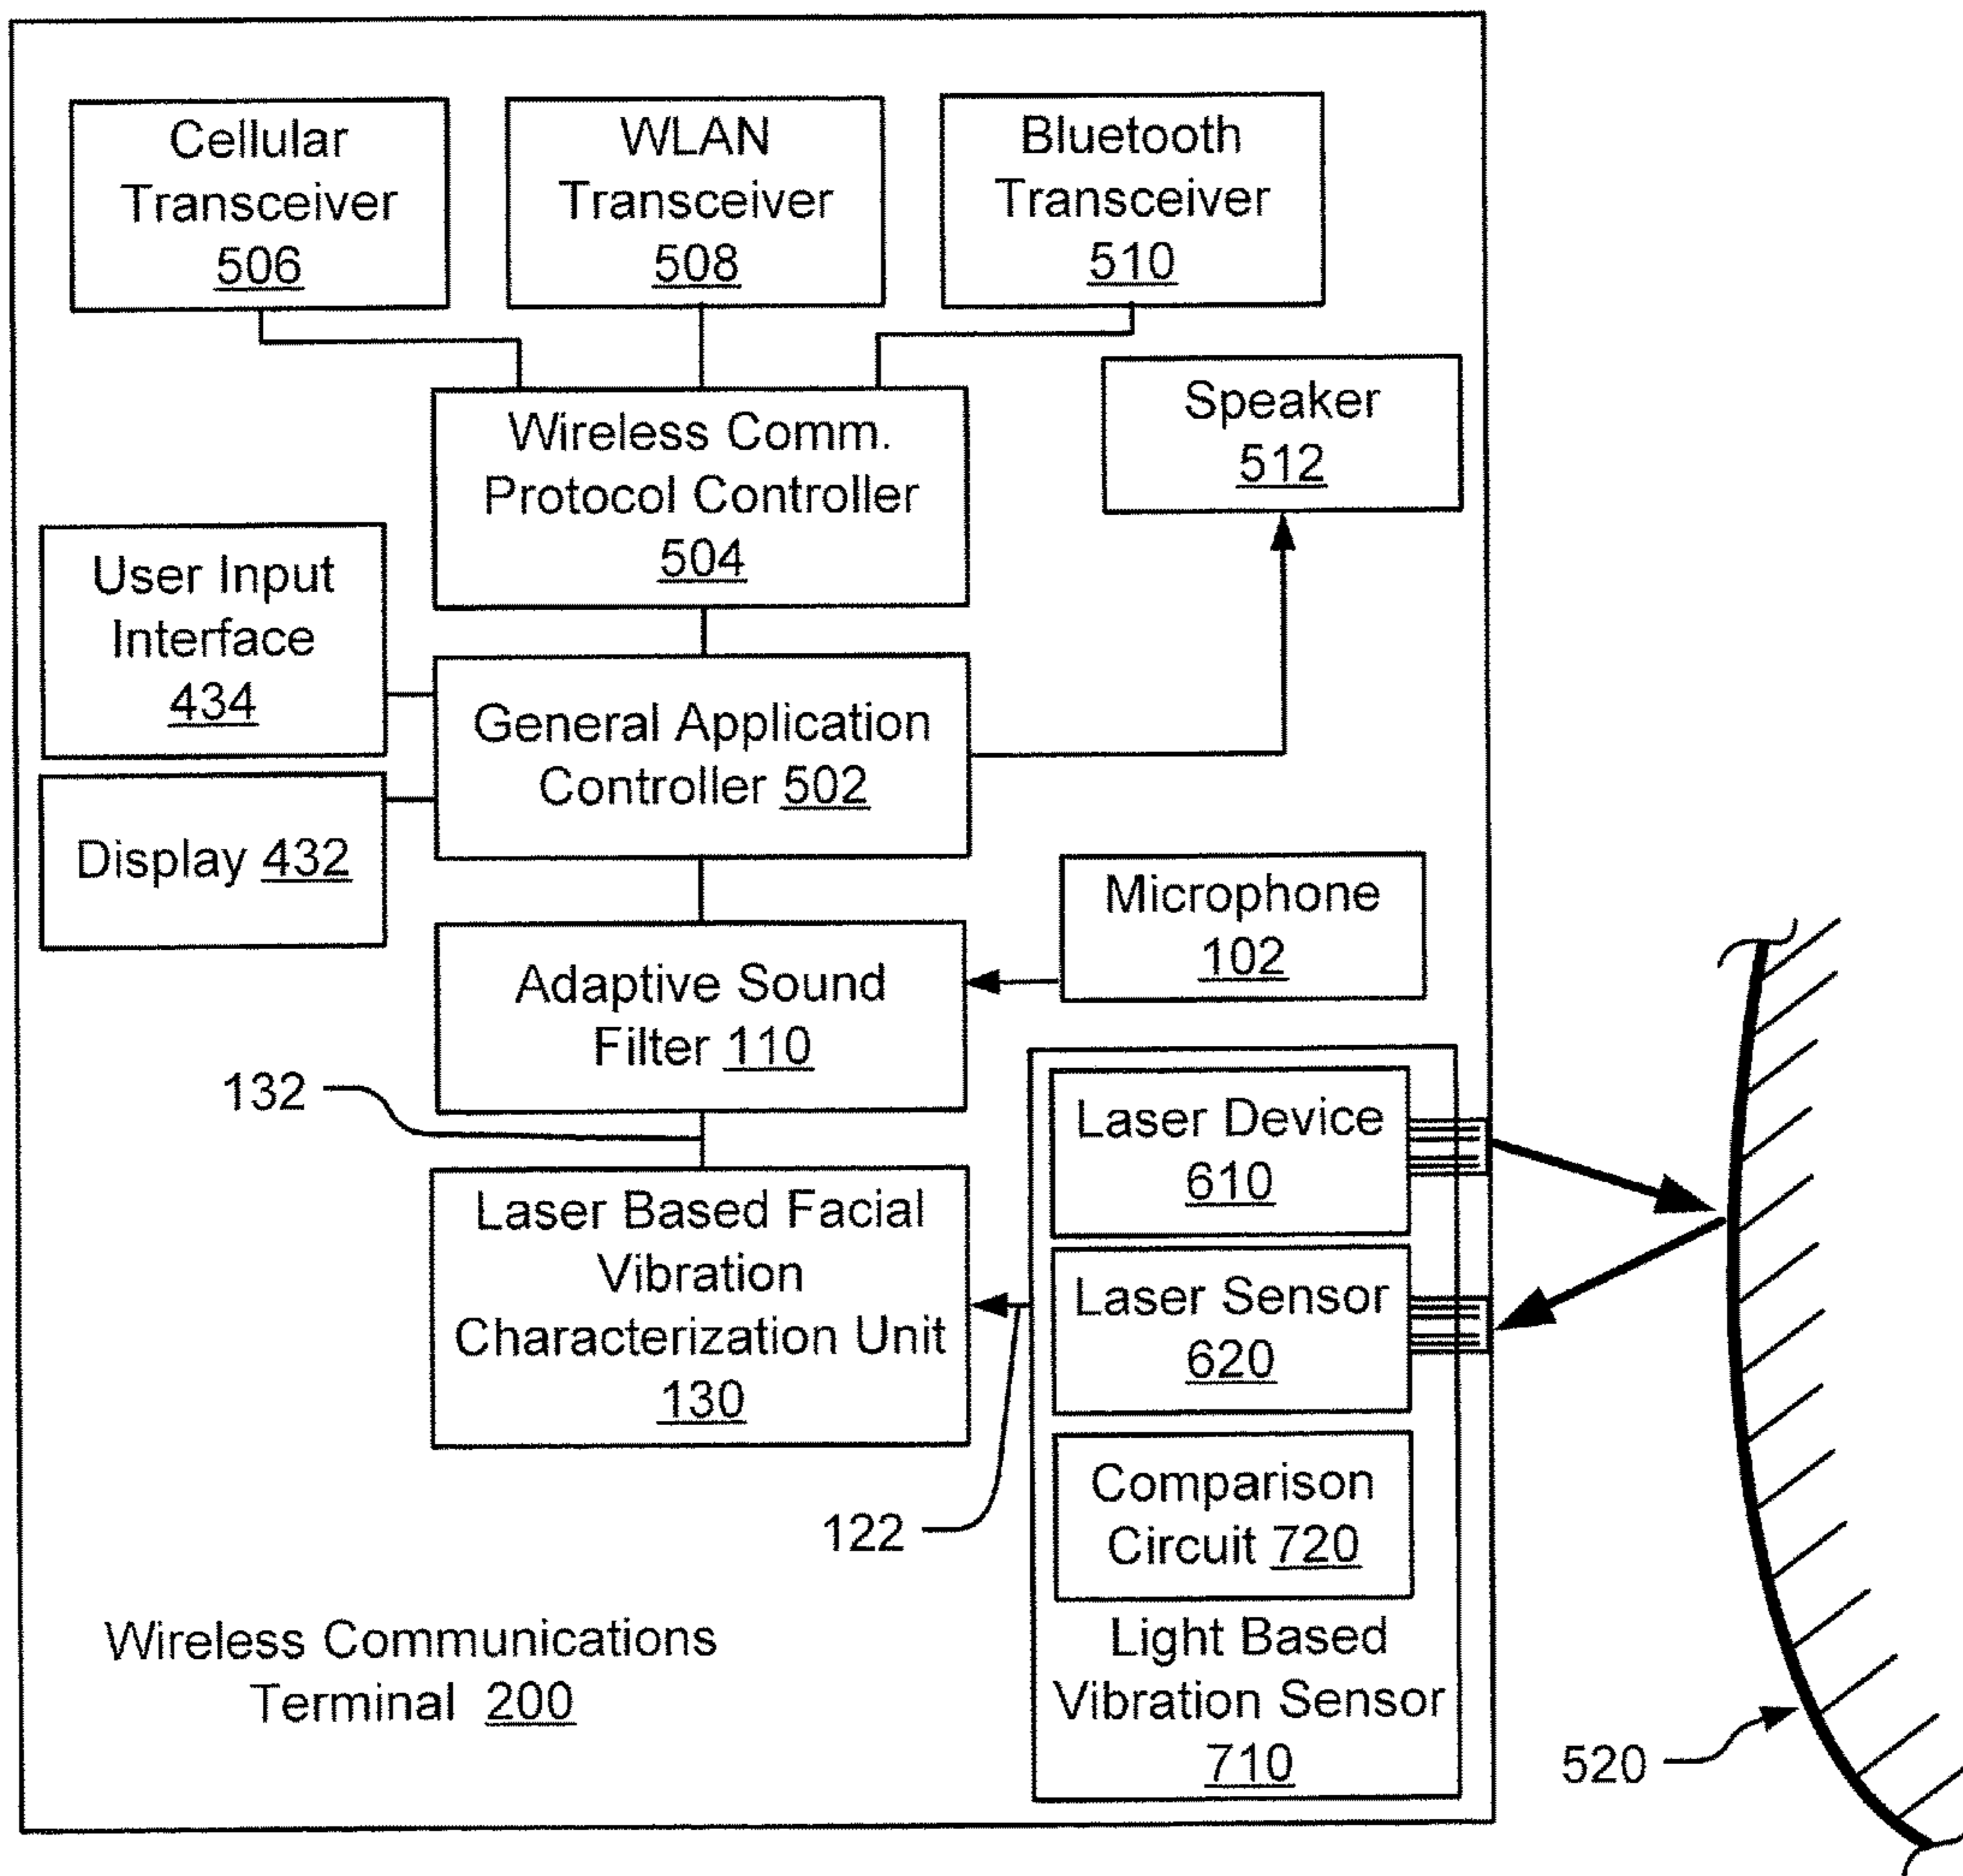 Cellular
Transceiver
506
WLAN
Transceiver
508
Bluetooth
Transceiver
510
Wireless Comm.
Protocol Controller
504
Speaker
512
User Input
Interface
434
General Application
Controller 502
Display 432
Microphone
102
Adaptive Sound
Filter 110
132
Laser Device
610
Laser Based Facial
Vibration
Characterization Unit
130
Laser Sensor
620
122
Comparison
Circuit 720
Light Based
Vibration Sensor
710
Wireless Communications
Terminal 200
520